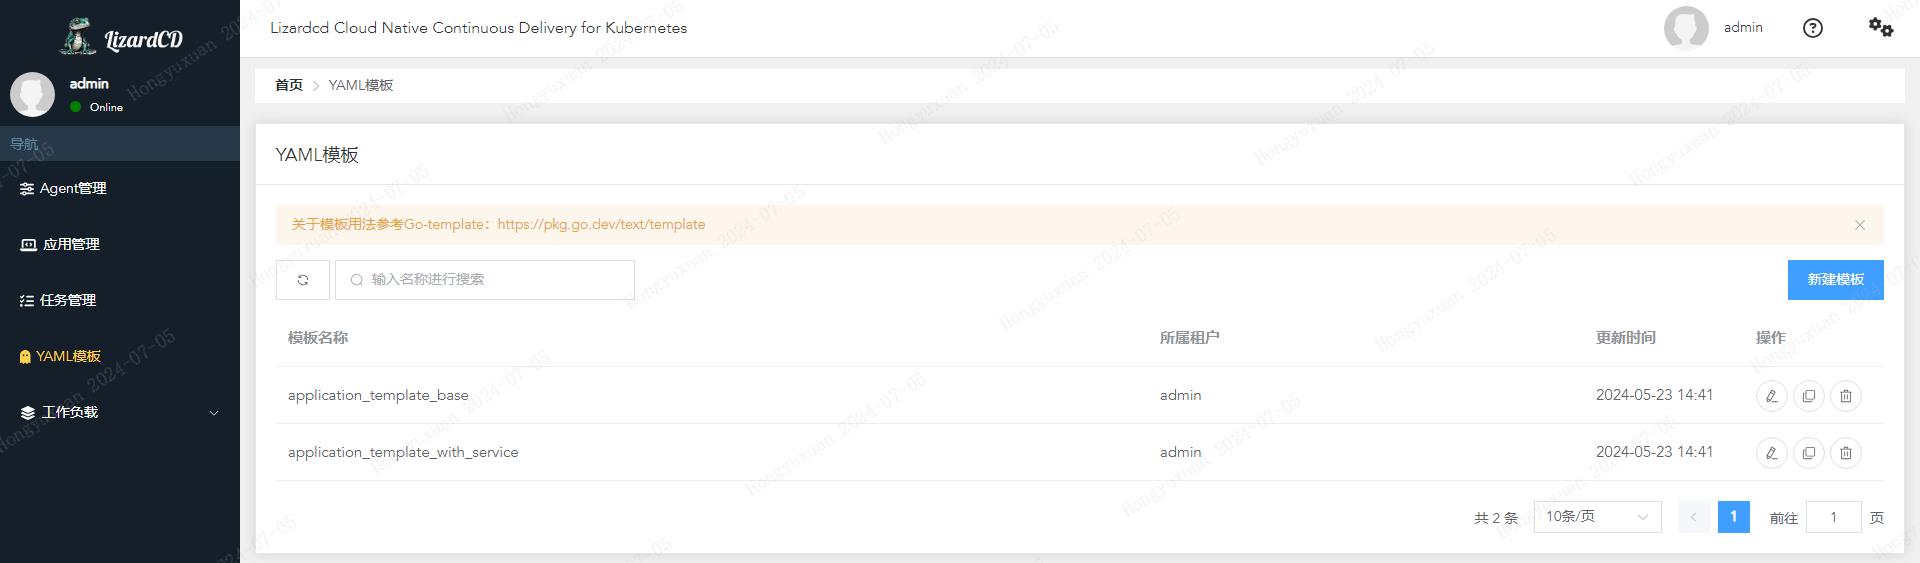 LizardCD
Lizardcd Cloud Native Continuous Delivery for Kubernetes
admin
admin
Online
导航
Agent管理
应用管理
任务管理
YAML模板
工作负载
首页 > YAML模板
YAML模板
关于模板用法参考Go-template：https://pkg.go.dev/text/template
输入名称进行搜索
新建模板
模板名称 所属租户 更新时间 操作
application_template_base admin 2024-05-23 14:41
application_template_with_service admin 2024-05-23 14:41
共 2 条 10条/页 1 前往 1 页
Hongyuxuan 2024-07-05